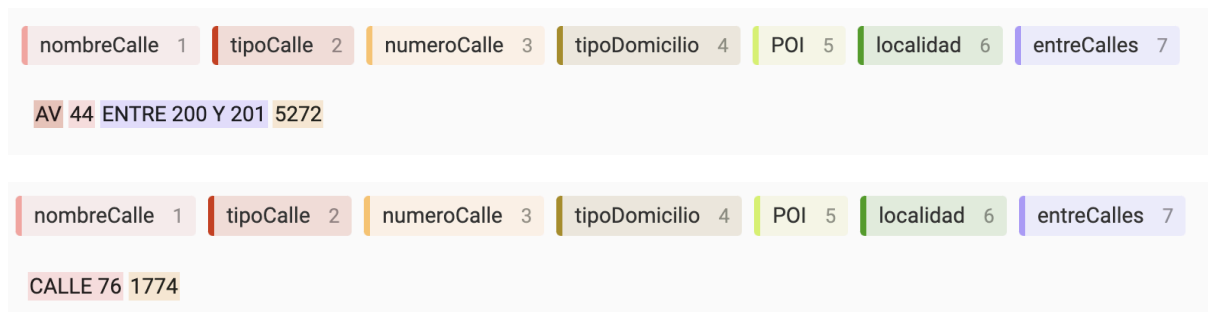 nombreCalle 1 tipoCalle 2 numeroCalle 3 tipoDomicilio 4 POI 5 localidad 6 entreCalles 7
AV 44 ENTRE 200 Y 201 5272
nombreCalle 1 tipoCalle 2 numeroCalle 3 tipoDomicilio 4 POI 5 localidad 6 entreCalles 7
CALLE 76 1774